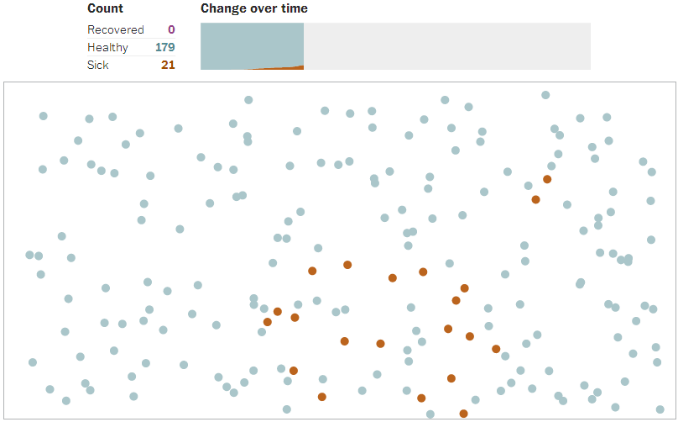 Count
Change over time
Recovered 0
Healthy 179
Sick 21